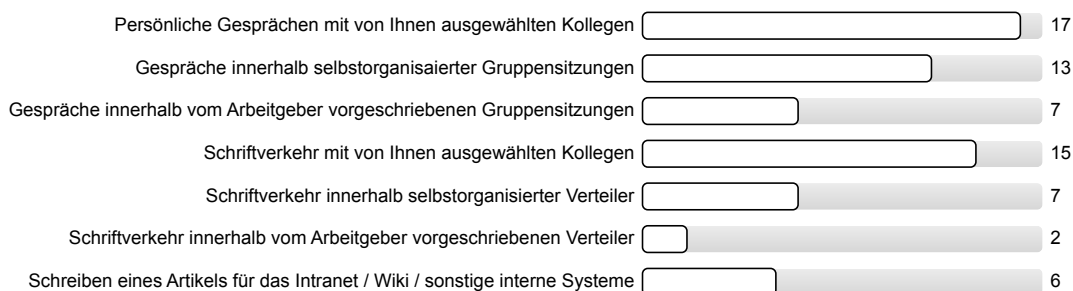 Persönliche Gesprächen mit von Ihnen ausgewählten Kollegen 17
Gespräche innerhalb selbstorganisaierter Gruppensitzungen 13
Gespräche innerhalb vom Arbeitgeber vorgeschriebenen Gruppensitzungen 7
Schriftverkehr mit von Ihnen ausgewählten Kollegen 15
Schriftverkehr innerhalb selbstorganisierter Verteiler 7
Schriftverkehr innerhalb vom Arbeitgeber vorgeschriebenen Verteiler 2
Schreiben eines Artikels für das Intranet / Wiki / sonstige interne Systeme 6